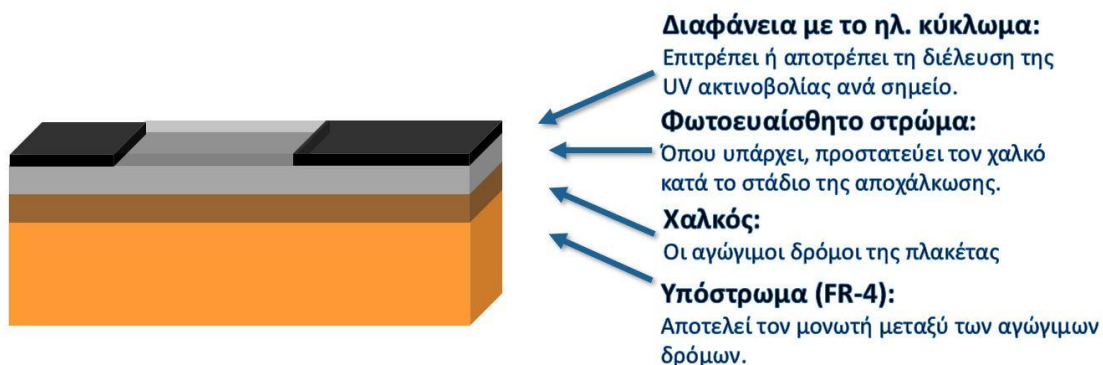 Διαφάνεια με το ηλ. κύκλωμα:
Επιτρέπει ή αποτρέπει τη διέλευση της
UV ακτινοβολίας ανά σημείο.
Φωτοευαίσθητο στρώμα:
Όπου υπάρχει, προστατεύει τον χαλκό
κατά το στάδιο της αποχάλκωσης.
Χαλκός:
Οι αγώγιμοι δρόμοι της πλακέτας
Υπόστρωμα (FR-4):
Αποτελεί τον μονωτή μεταξύ των αγώγιμων
δρόμων.